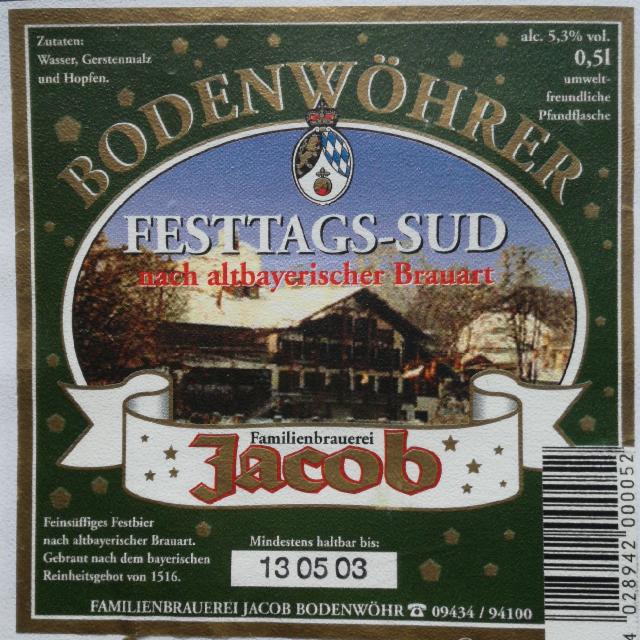 Zutaten:
Wasser, Gerstenmalz
und Hopfen.
alc. 5,3% vol.
0,5l
umwelt-
freundliche
Pfandflasche
BODENWÖHRER
FESTTAGS-SUD
nach altbayerischer Brauart
Familienbrauerei
Jacob
Feinsüffiges Festbier
nach altbayerischer Brauart.
Gebraut nach dem bayerischen
Reinheitsgebot von 1516.
Mindestens haltbar bis:
13 05 03
FAMILIENBRAUEREI JACOB BODENWÖHR ☎ 09434 / 94100
4 028942 000052